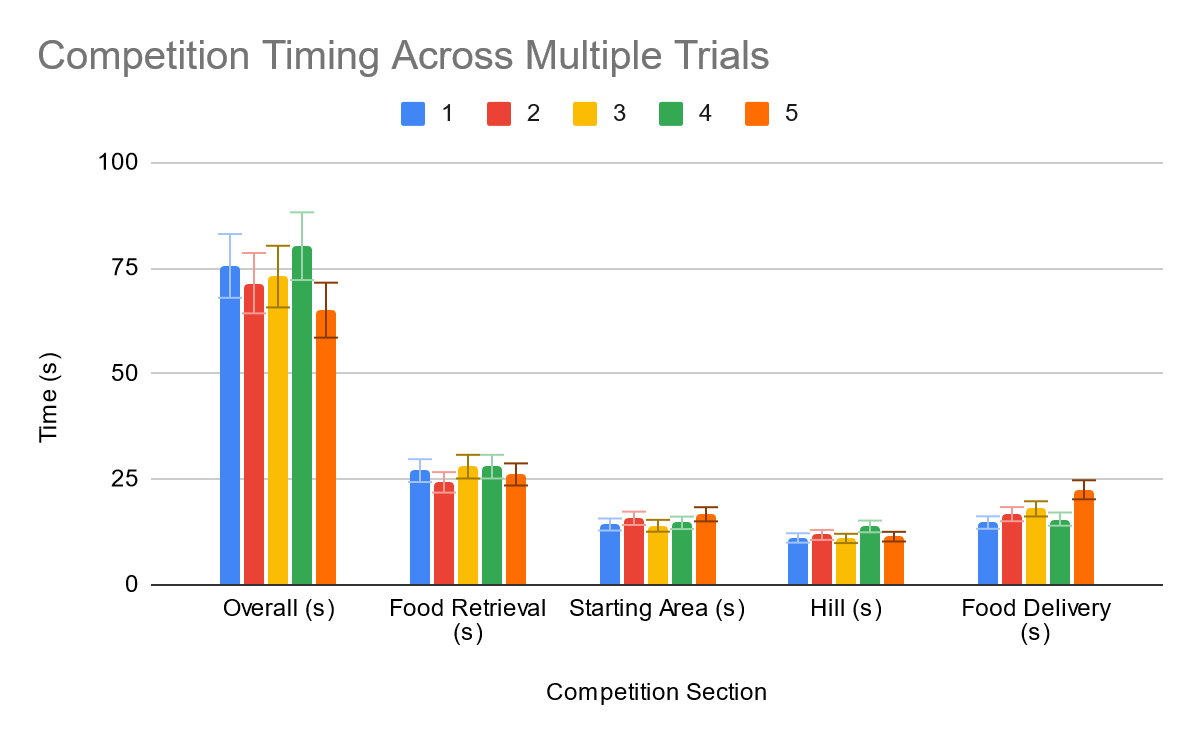 Competition Timing Across Multiple Trials
1 2 3 4 5
100
75
50
25
0
Time (s)
Overall (s) Food Retrieval (s) Starting Area (s) Hill (s) Food Delivery (s)
Competition Section